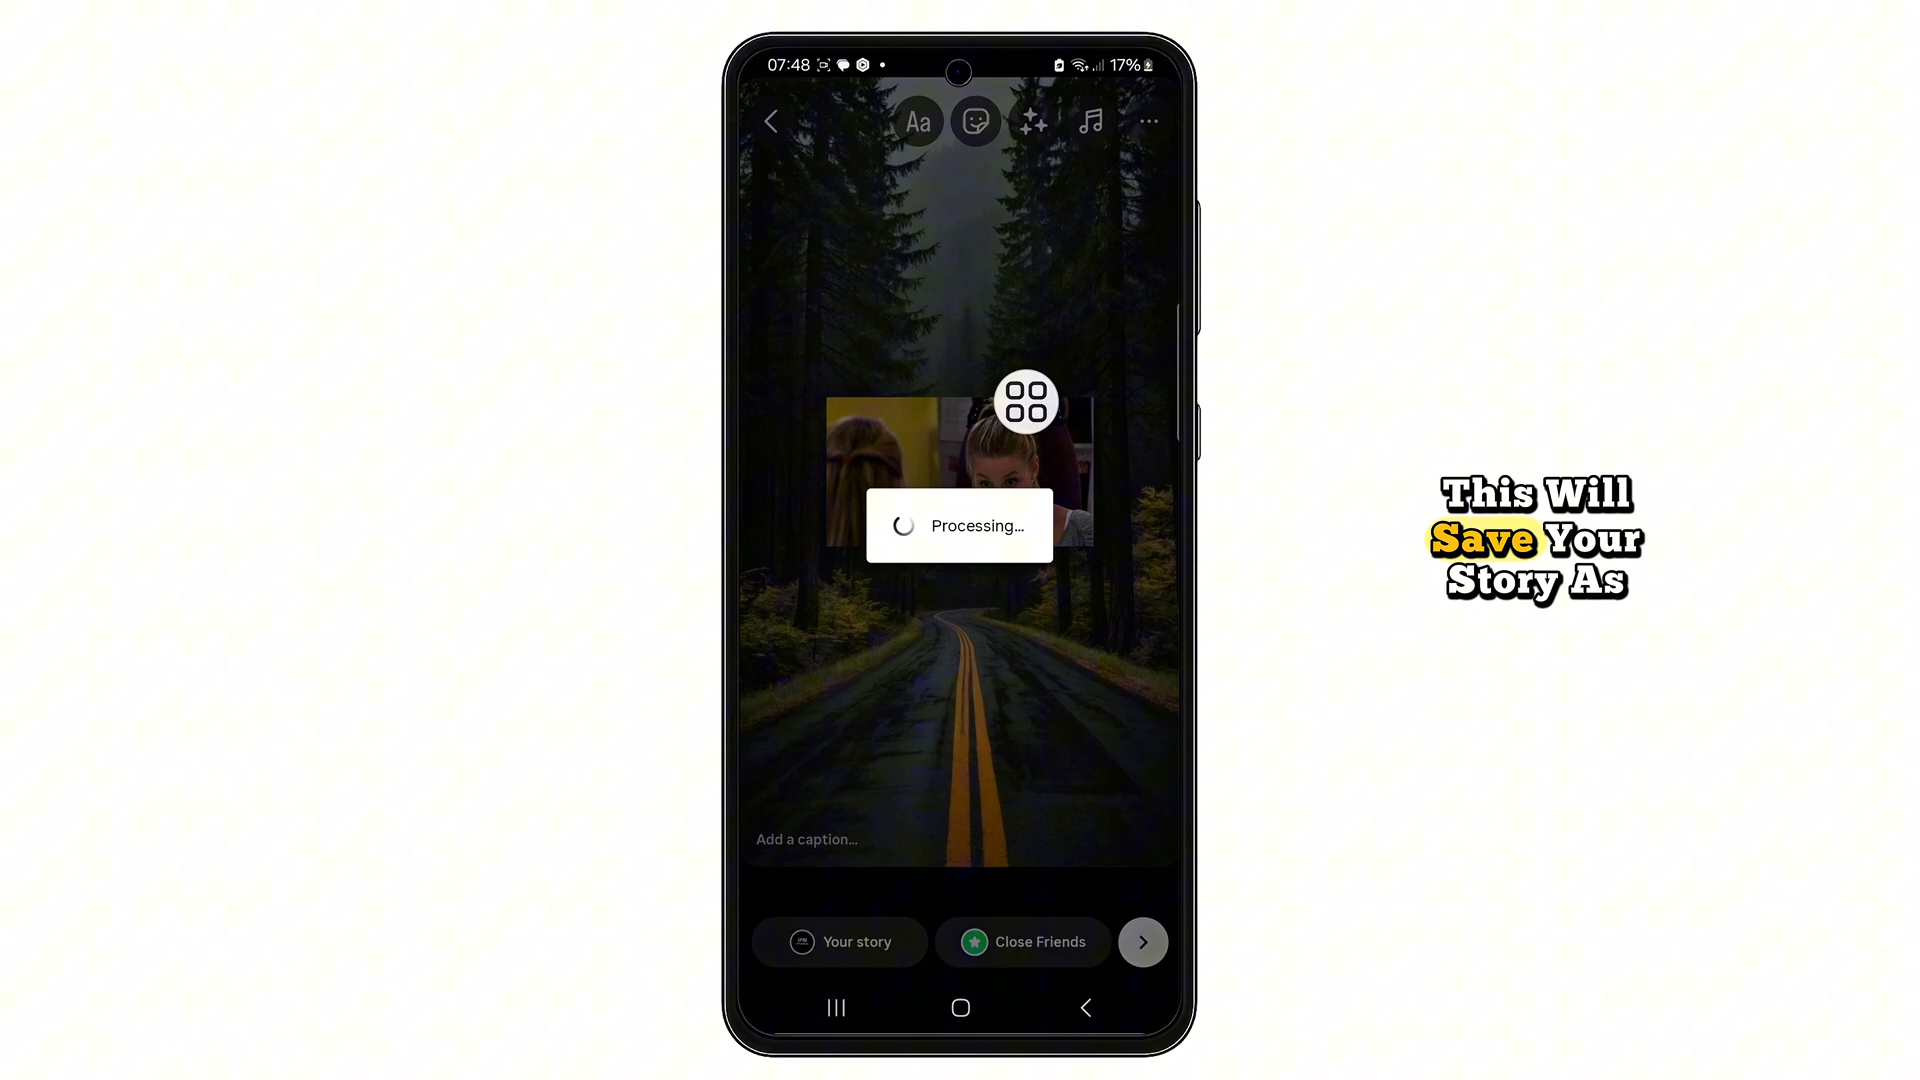 07:48
17%
Aa
Processing...
Add a caption...
Your story
Close Friends
This Will
Save Your
Story As